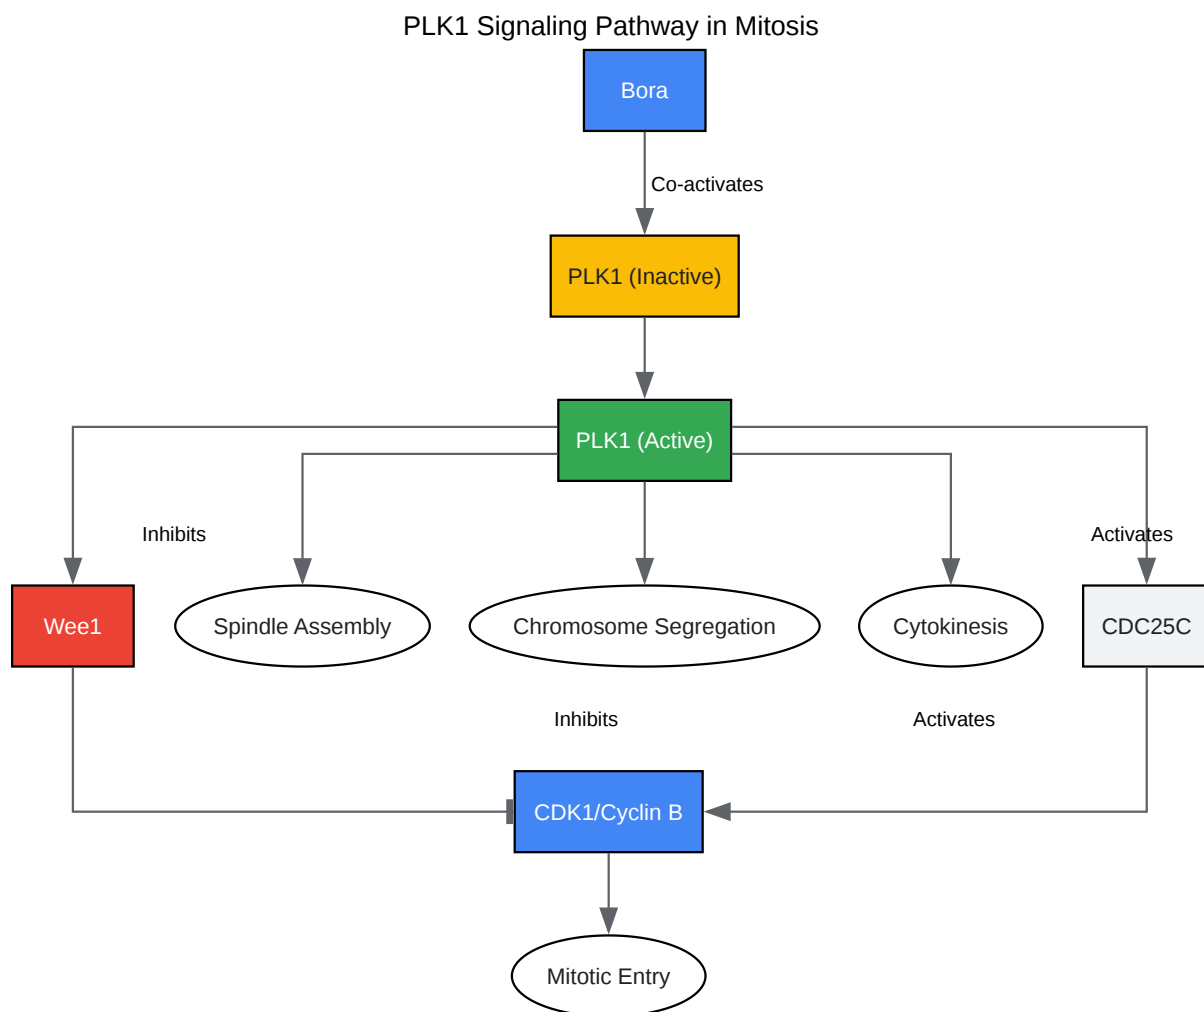 PLK1 Signaling Pathway in Mitosis
Bora
Co-activates
PLK1 (Inactive)
PLK1 (Active)
Inhibits
Activates
Wee1
Spindle Assembly
Chromosome Segregation
Cytokinesis
CDC25C
Inhibits
Activates
CDK1/Cyclin B
Mitotic Entry